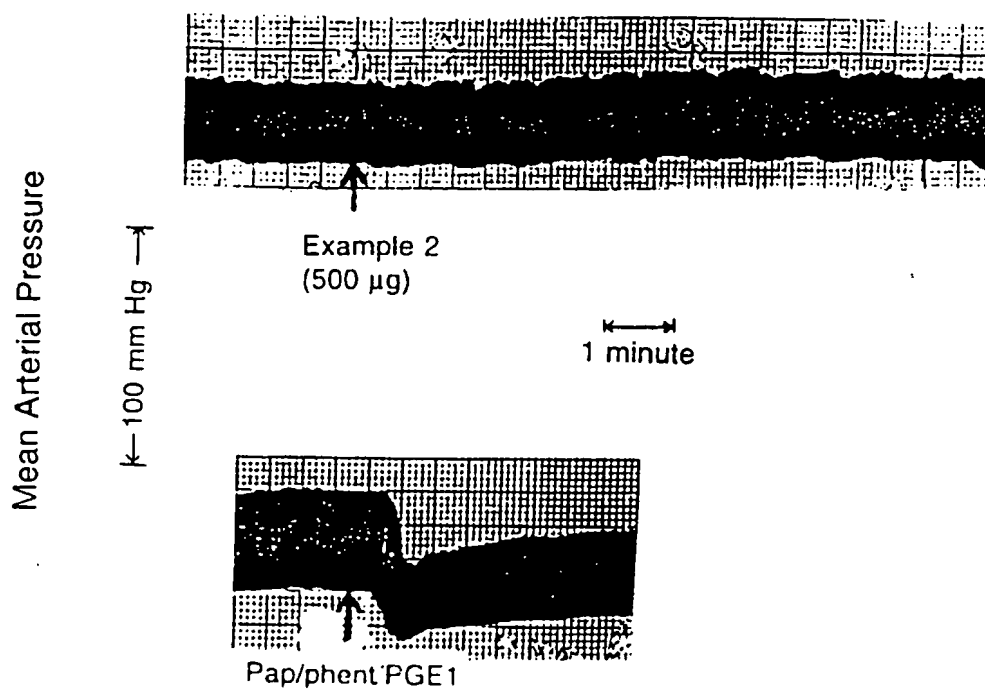 Mean Arterial Pressure
100 mm Hg
Example 2
(500 µg)
1 minute
Pap/phent PGE1